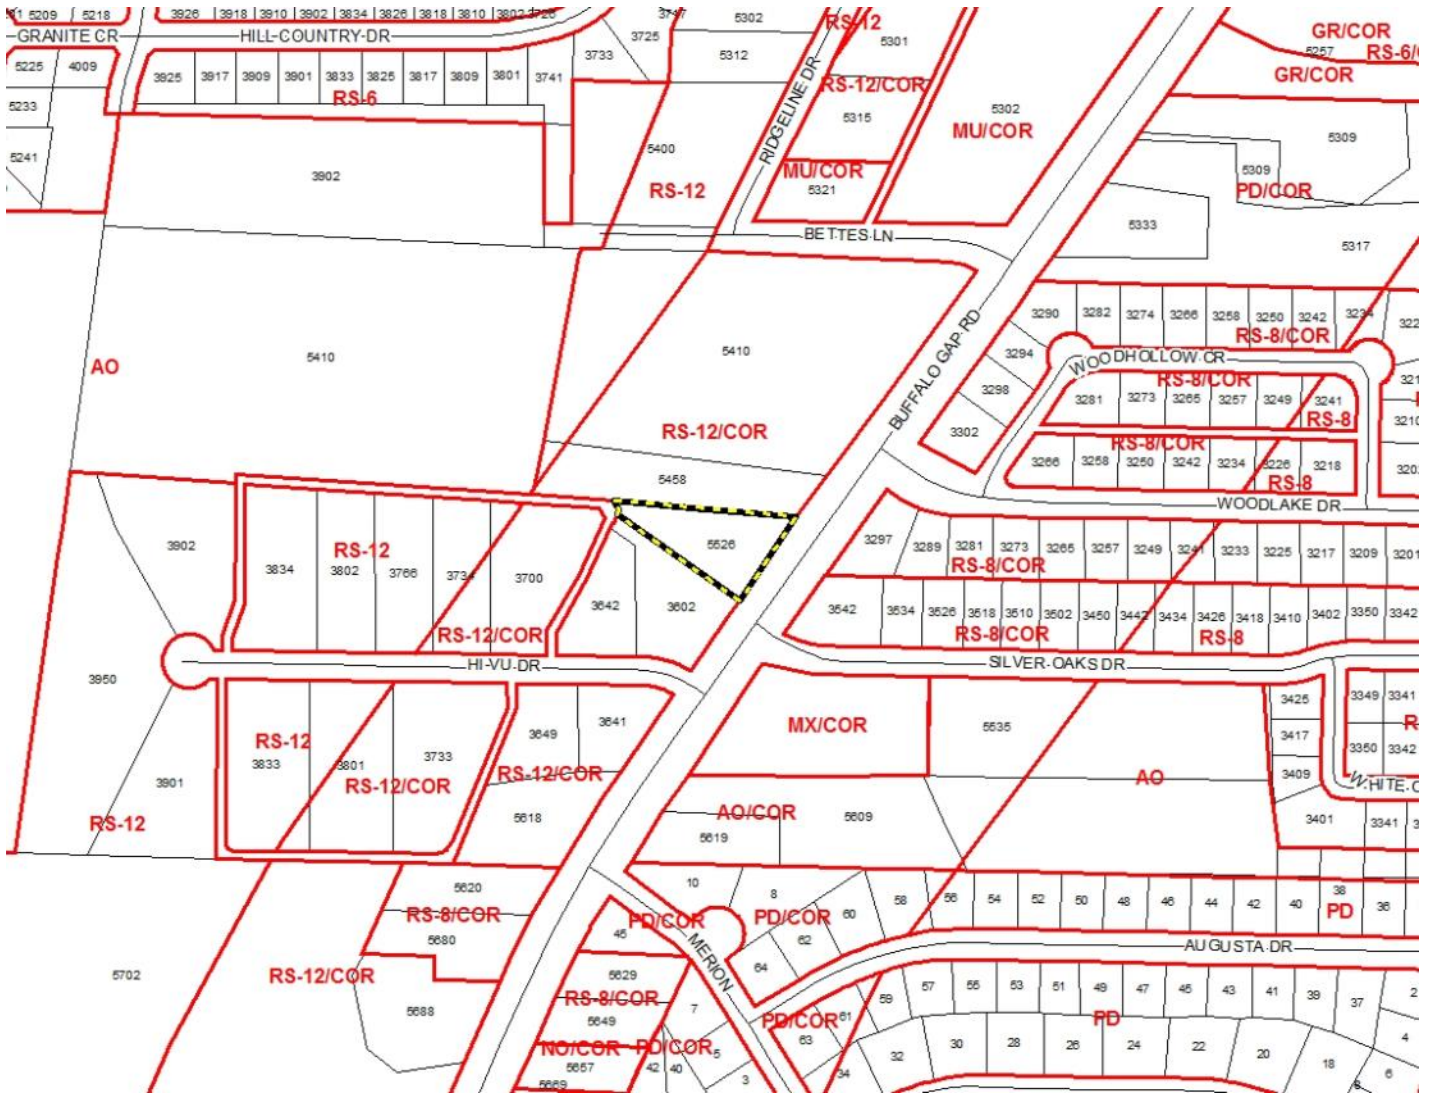 5209 5218 3926 3918 3910 3902 3834 3826 3818 3810 3802 3726 3717 5302 RS-12 GR/COR
GRANITE CR HILL COUNTRY DR 3725 5301 5257 RS-6/
5225 4009 3733 5312 GR/COR
3925 3917 3909 3901 3833 3825 3817 3809 3801 3741 RS-12/COR
RS-6
5233 5315 5302 5309
MU/COR
5241 5400 RIDGELINE DR
3902 MU/COR 5309
RS-12 5321 PD/COR
5333
BETTES LN 5317
3290 3282 3274 3266 3258 3250 3242 3234
RS-8/COR
5410 5410 3294 WOODHOLLOW CR
AO RS-8/COR
BUFFALO GAP RD 3298 3281 3273 3265 3257 3249 3241
RS-8
RS-12/COR 3302 RS-8/COR 3210
3266 3258 3250 3242 3234 3226 3218
5458 RS-8
WOODLAKE DR
3902 RS-12 5526 3297 3289 3281 3273 3265 3257 3249 3241 3233 3225 3217 3209 3201
3834 3802 3766 3734 3700 RS-8/COR
3642 3602 3542 3534 3526 3518 3510 3502 3450 3442 3434 3426 3418 3410 3402 3350 3342
RS-12/COR RS-8/COR RS-8
HI-VU DR SILVER OAKS DR
3950 3425 3349 3341
RS-12 3649 3641 MX/COR 5535 3417
3833 3801 3733 3350 3342
3901 RS-12/COR RS-12/COR AO 3409
WHITE
RS-12 5618 AO/COR 5609 3401 3341
5619
5620 10 8 58 56 54 52 50 48 46 44 42 40 38 36
RS-8/COR PD/COR PD/COR 60 PD
5680 45 62
MERION AUGUSTA DR
5702 RS-12/COR 5629 64
RS-8/COR 59 57 55 53 51 49 47 45 43 41 39 37
5688 5649 7 PD/COR 61 PD
63
NO/COR PD/COR 5 32 30 28 26 24 22 20 18 4
5657 42 40 3 34 6
5669 8